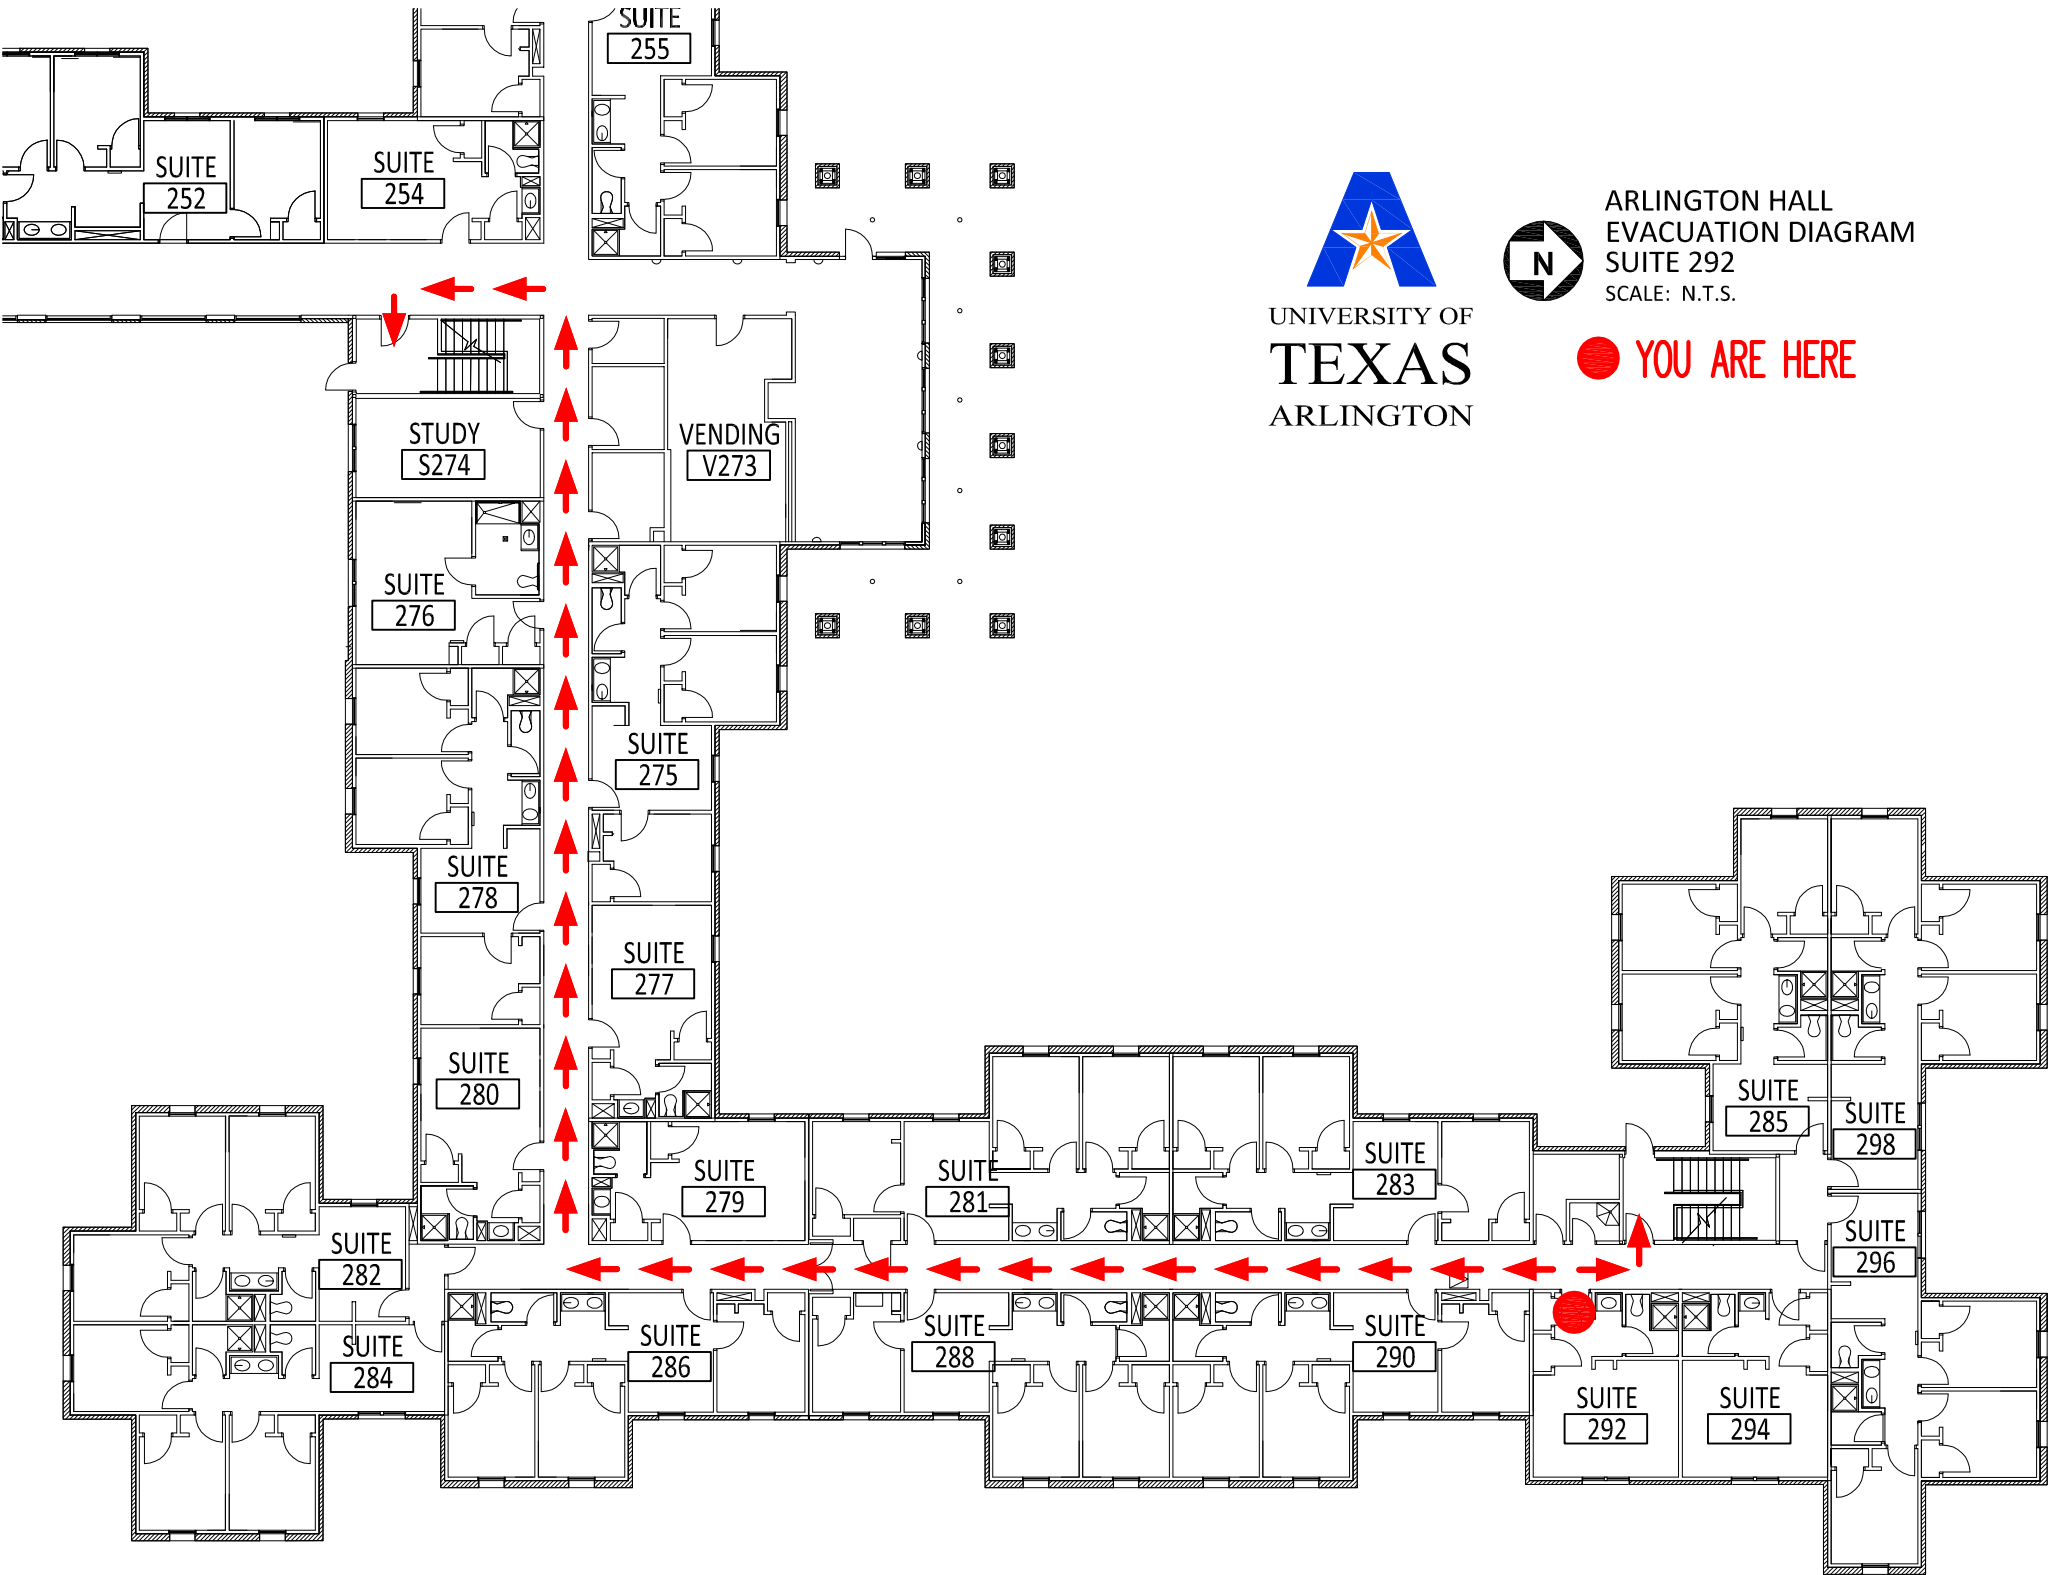 SUITE
255
SUITE
252
SUITE
254
UNIVERSITY OF
TEXAS
ARLINGTON
N
ARLINGTON HALL
EVACUATION DIAGRAM
SUITE 292
SCALE: N.T.S.
YOU ARE HERE
STUDY
S274
VENDING
V273
SUITE
276
SUITE
275
SUITE
278
SUITE
277
SUITE
280
SUITE
279
SUITE
281
SUITE
283
SUITE
285
SUITE
298
SUITE
282
SUITE
296
SUITE
284
SUITE
286
SUITE
288
SUITE
290
SUITE
292
SUITE
294